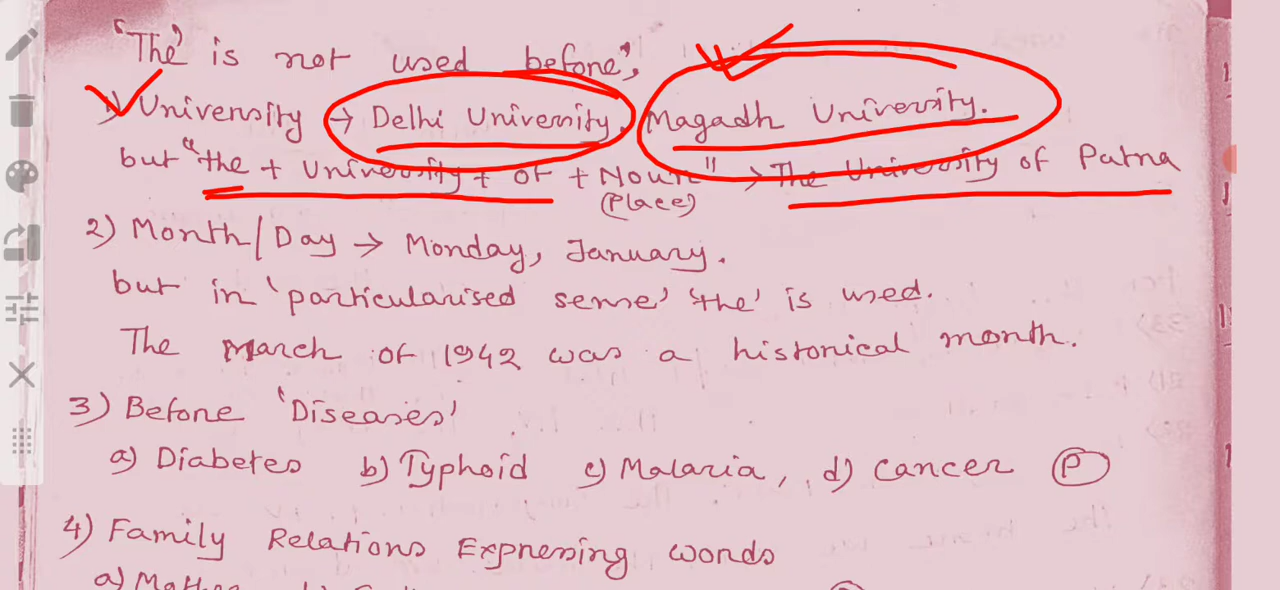 'The' is not used before',
1) University → Delhi University, Magadh University.
but "the + University + of + Noun" → The University of Patna
(Place)
2) Month/Day → Monday, January.
but in 'particularised sense' 'the' is used.
The March of 1942 was a historical month.
3) Before 'Diseases'
a) Diabetes b) Typhoid c) Malaria, d) cancer P
4) Family Relations Expressing words